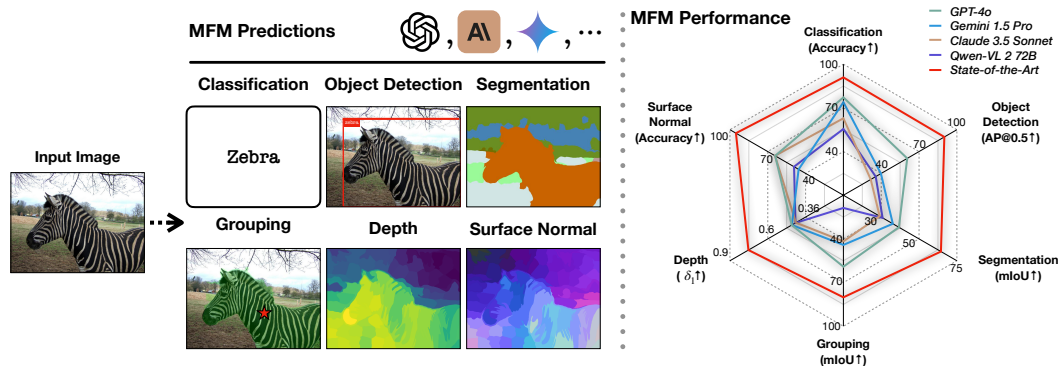 MFM Predictions
AI , , , ...
Classification
Object Detection
Segmentation
Input Image
Zebra
zebra
Grouping
Depth
Surface Normal
MFM Performance
GPT-4o
Gemini 1.5 Pro
Claude 3.5 Sonnet
Qwen-VL 2 72B
State-of-the-Art
Classification
(Accuracy↑)
100
70
40
Object
Detection
(AP@0.5↑)
100
70
40
Segmentation
(mIoU↑)
75
50
30
Grouping
(mIoU↑)
100
70
40
Depth
( δ₁↑)
0.9
0.6
0.36
Surface
Normal
(Accuracy↑)
100
70
40